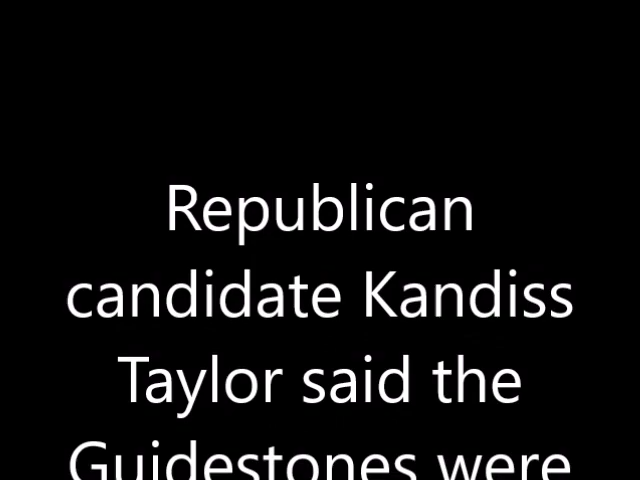 Republican
candidate Kandiss
Taylor said the
Guidestones were